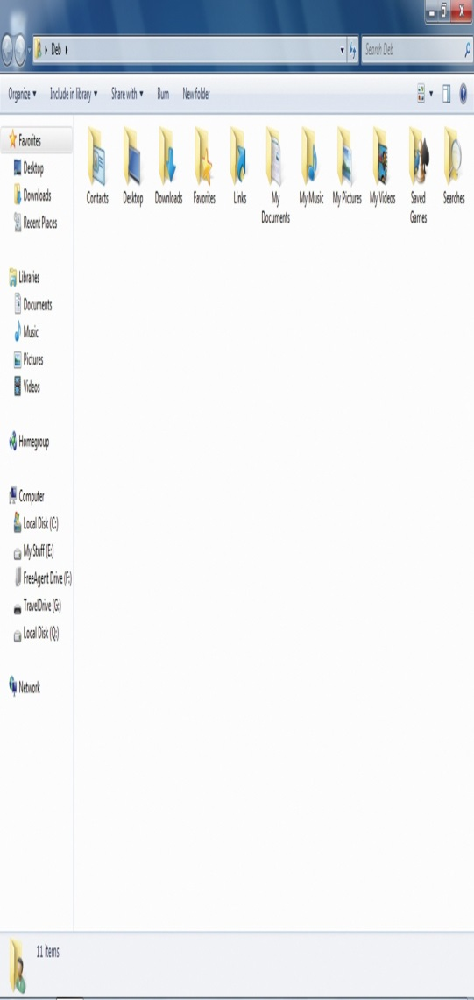 Deb
Search Deb
Organize Include in library Share with Burn New folder
Favorites
Desktop
Downloads
Recent Places
Libraries
Documents
Music
Pictures
Videos
Homegroup
Computer
Local Disk (C:)
My Stuff (E:)
FreeAgent Drive (F:)
TravelDrive (G:)
Local Disk (Q:)
Network
Contacts
Desktop
Downloads
Favorites
Links
My
Documents
My Music
My Pictures
My Videos
Saved
Games
Searches
11 items